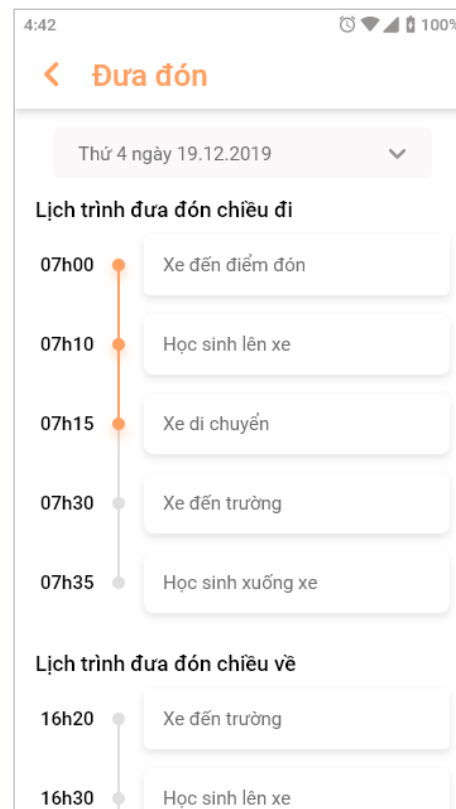 4:42
100%
Đưa đón
Thứ 4 ngày 19.12.2019
Lịch trình đưa đón chiều đi
07h00 Xe đến điểm đón
07h10 Học sinh lên xe
07h15 Xe di chuyển
07h30 Xe đến trường
07h35 Học sinh xuống xe
Lịch trình đưa đón chiều về
16h20 Xe đến trường
16h30 Học sinh lên xe